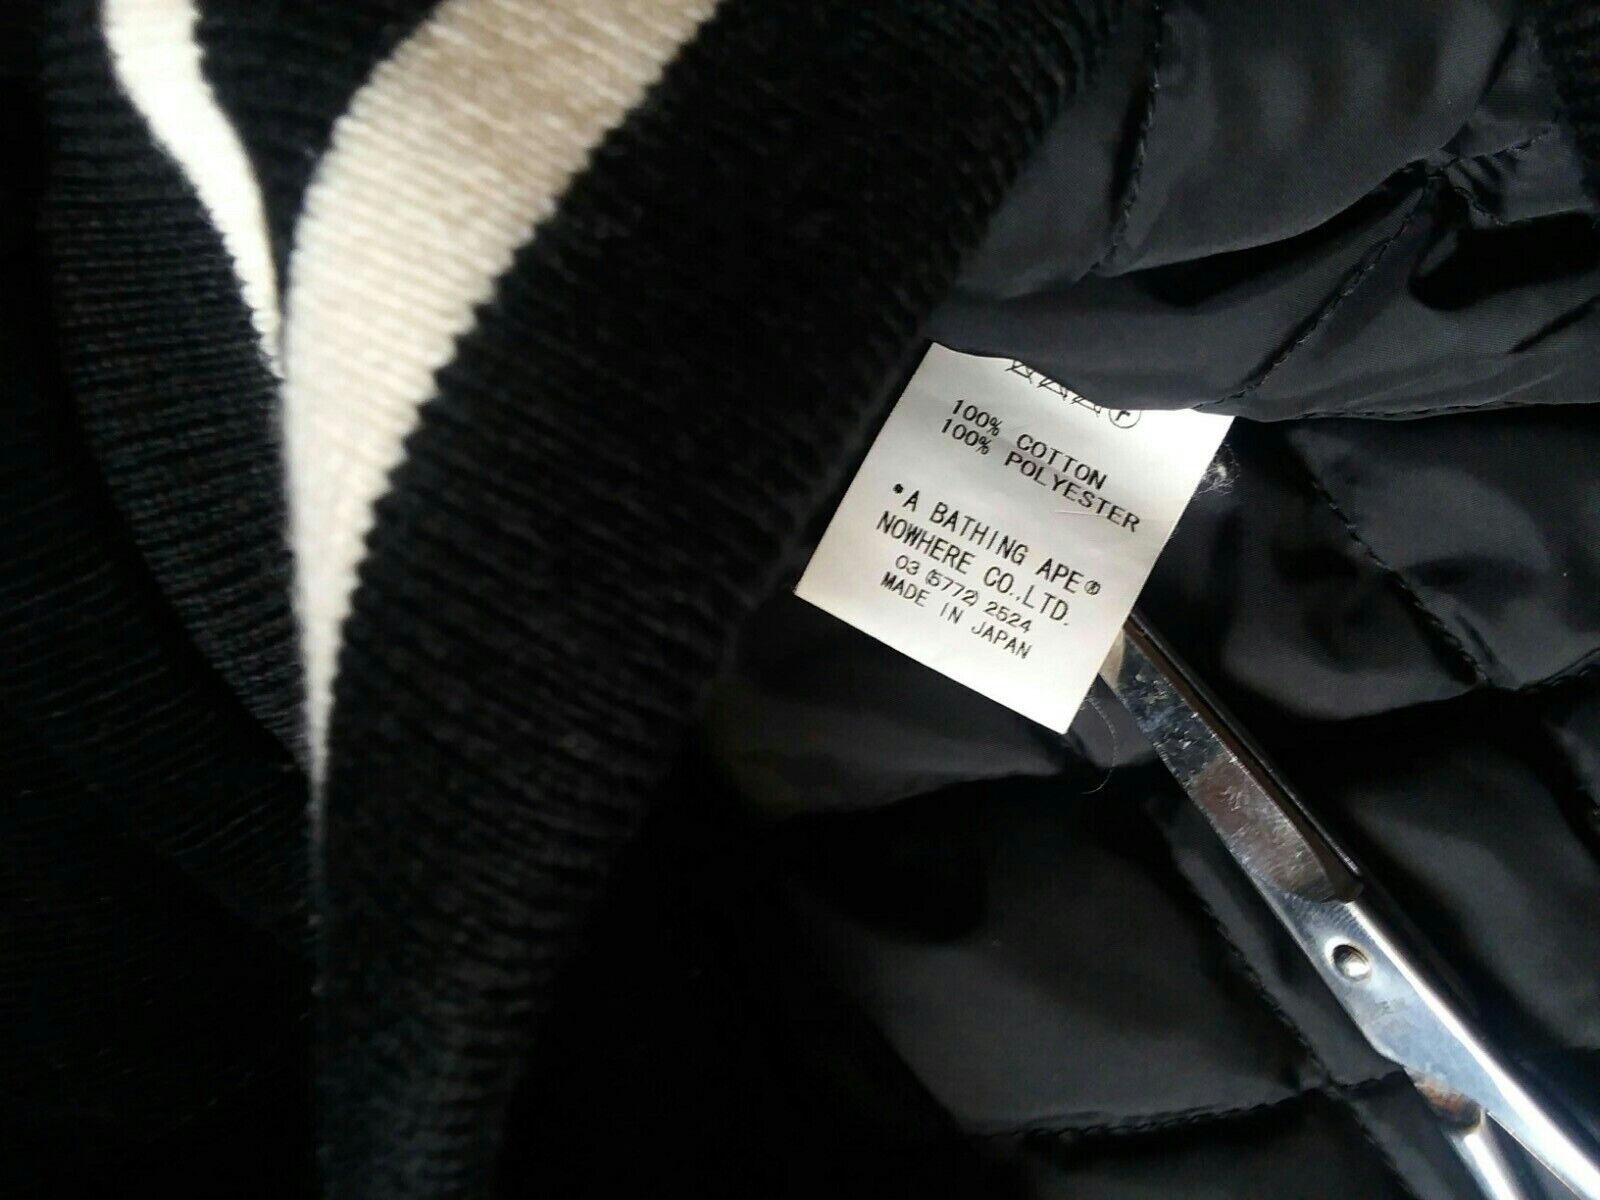 F
100% COTTON
100% POLYESTER
*A BATHING APE®
NOWHERE CO.,LTD.
03 (5772) 2524
MADE IN JAPAN